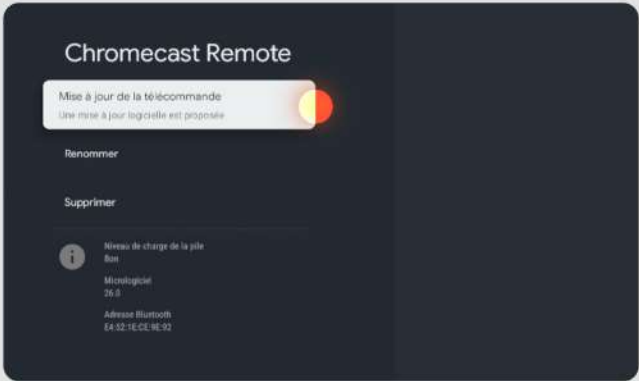 Chromecast Remote
Mise à jour de la télécommande
Une mise à jour logicielle est proposée
Renommer
Supprimer
Niveau de charge de la pile
Bon
Micrologiciel
26.0
Adresse Bluetooth
E4:52:1E:CE:9E:92